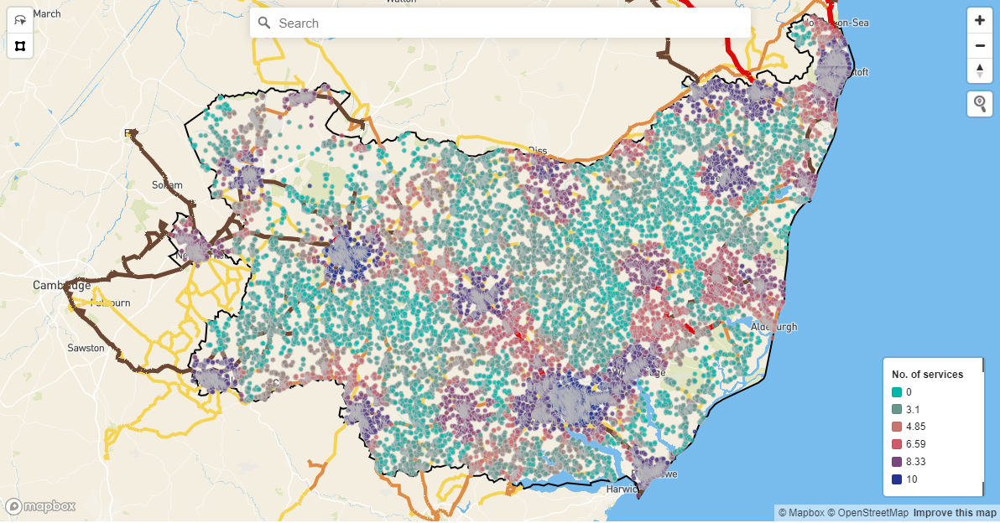 Watton
March
Search
Diss
Soham
Cambridge
Sawston
Aldeburgh
Harwich
No. of services
0
3.1
4.85
6.59
8.33
10
mapbox
© Mapbox © OpenStreetMap Improve this map